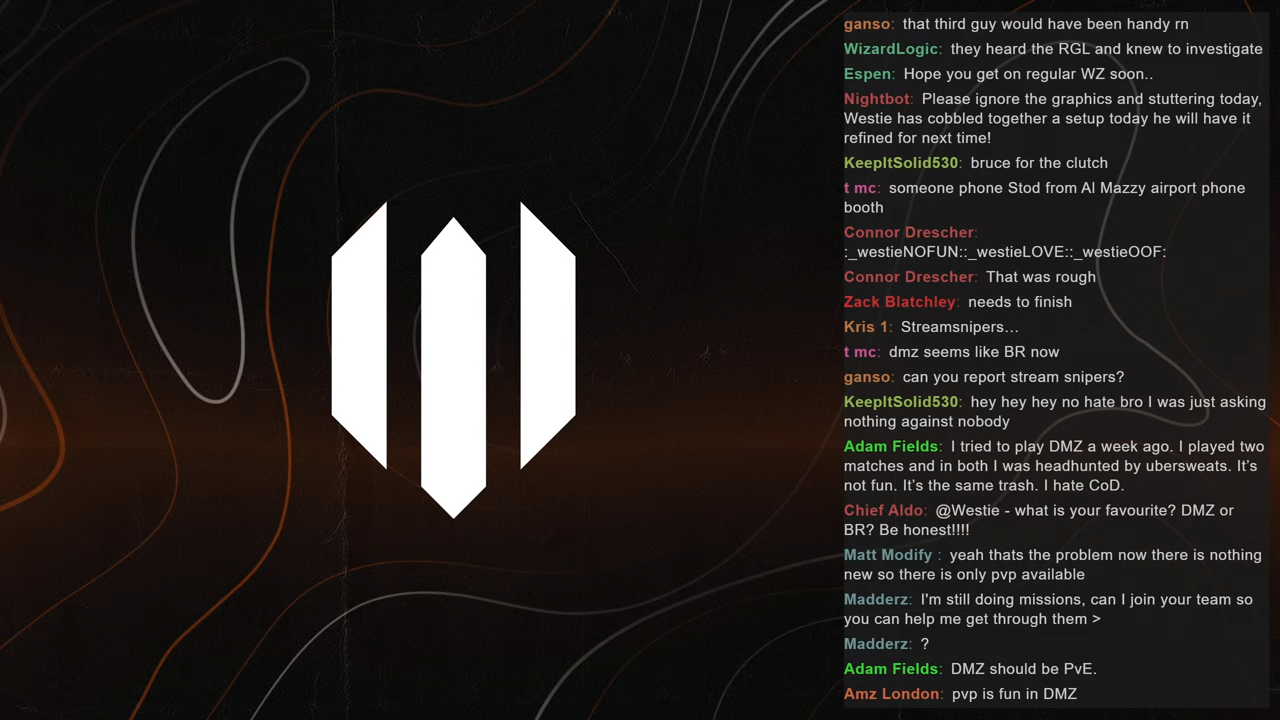 ganso: that third guy would have been handy rn
WizardLogic: they heard the RGL and knew to investigate
Espen: Hope you get on regular WZ soon..
Nightbot: Please ignore the graphics and stuttering today,
Westie has cobbled together a setup today he will have it
refined for next time!
KeepItSolid530: bruce for the clutch
t mc: someone phone Stod from Al Mazzy airport phone
booth
Connor Drescher:
:_westieNOFUN::_westieLOVE::_westieOOF:
Connor Drescher: That was rough
Zack Blatchley: needs to finish
Kris 1: Streamsnipers…
t mc: dmz seems like BR now
ganso: can you report stream snipers?
KeepItSolid530: hey hey hey no hate bro I was just asking
nothing against nobody
Adam Fields: I tried to play DMZ a week ago. I played two
matches and in both I was headhunted by ubersweats. It’s
not fun. It’s the same trash. I hate CoD.
Chief Aldo: @Westie - what is your favourite? DMZ or
BR? Be honest!!!!
Matt Modify : yeah thats the problem now there is nothing
new so there is only pvp available
Madderz: I'm still doing missions, can I join your team so
you can help me get through them >
Madderz: ?
Adam Fields: DMZ should be PvE.
Amz London: pvp is fun in DMZ